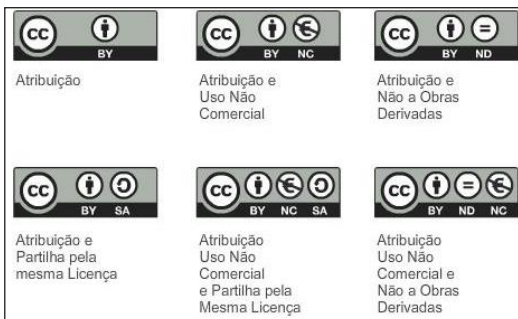 cc
BY
Atribuição
cc
BY NC
Atribuição e
Uso Não
Comercial
cc
BY ND
Atribuição e
Não a Obras
Derivadas
cc
BY SA
Atribuição e
Partilha pela
mesma Licença
cc
BY NC SA
Atribuição
Uso Não
Comercial
e Partilha pela
Mesma Licença
cc
BY ND NC
Atribuição
Uso Não
Comercial e
Não a Obras
Derivadas